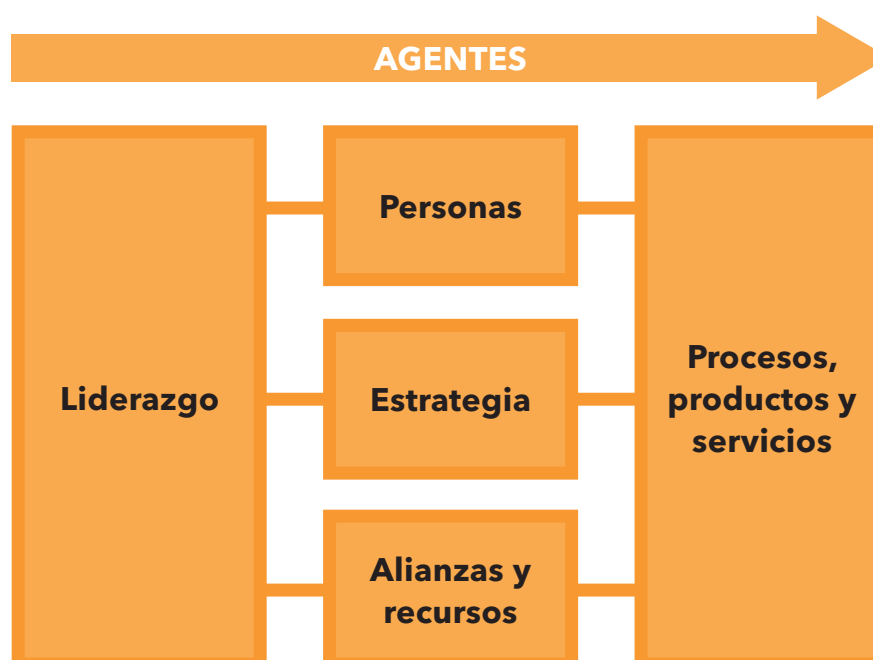 AGENTES
Liderazgo
Personas
Estrategia
Alianzas y
recursos
Procesos,
productos y
servicios